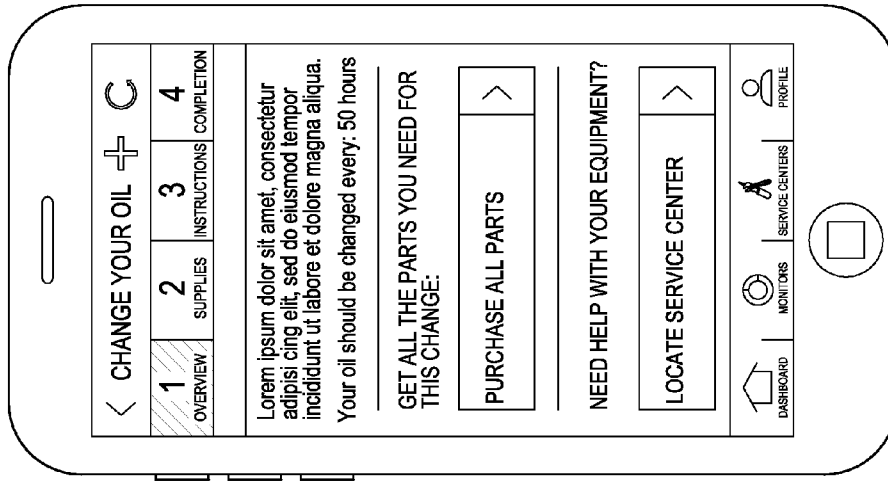 < CHANGE YOUR OIL
1 2 3 4
OVERVIEW SUPPLIES INSTRUCTIONS COMPLETION
Lorem ipsum dolor sit amet, consectetur
adipisi cing elit, sed do eiusmod tempor
incididunt ut labore et dolore magna aliqua.
Your oil should be changed every: 50 hours
GET ALL THE PARTS YOU NEED FOR
THIS CHANGE:
PURCHASE ALL PARTS >
NEED HELP WITH YOUR EQUIPMENT?
LOCATE SERVICE CENTER >
DASHBOARD MONITORS SERVICE CENTERS PROFILE